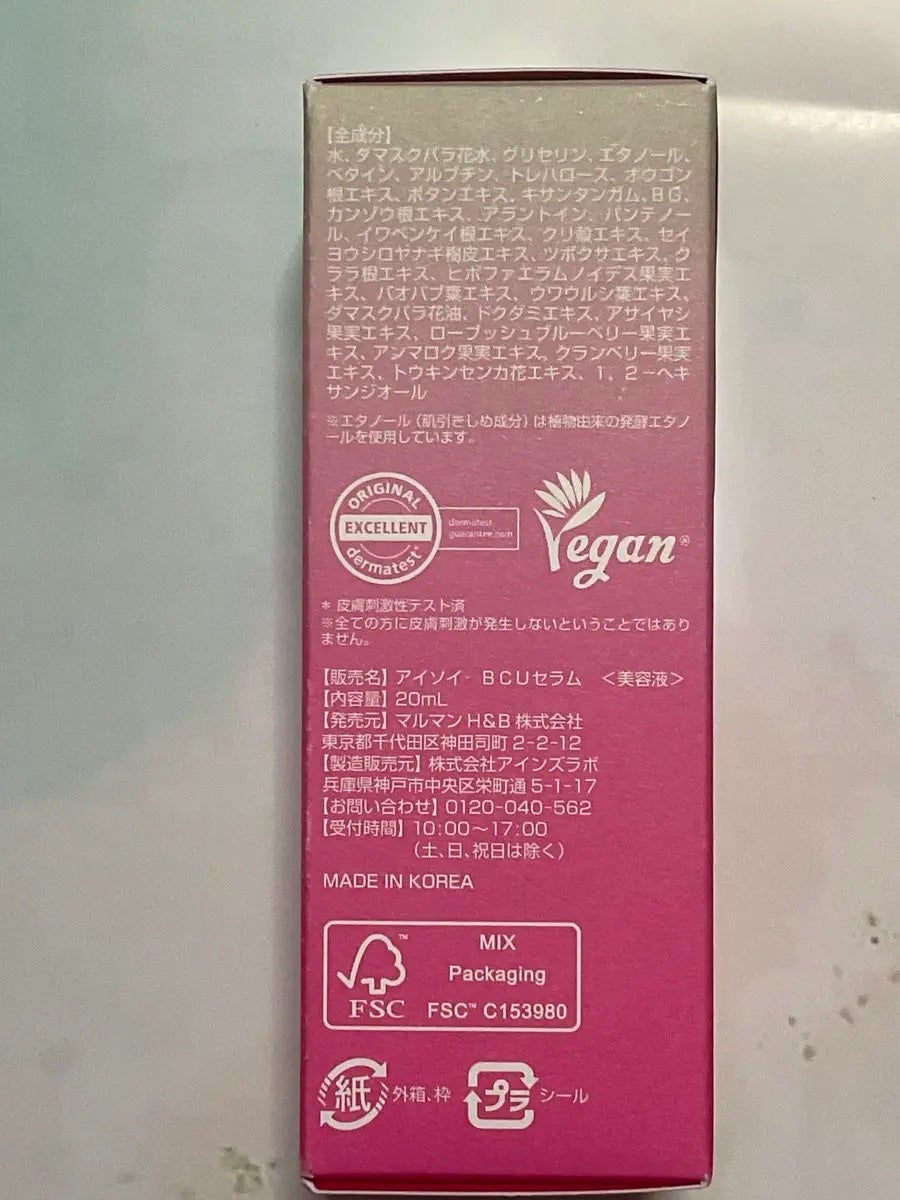 【全成分】
水、ダマスクバラ花水、グリセリン、エタノール、
ベタイン、アルブチン、トレハロース、オウゴン
根エキス、ボタンエキス、キサンタンガム、BG、
カンゾウ根エキス、アラントイン、パンテノー
ル、イワベンケイ根エキス、クリ殻エキス、セイ
ヨウシロヤナギ樹皮エキス、ツボクサエキス、ク
ララ根エキス、ヒポファエラムノイデス果実エ
キス、バオバブ葉エキス、ウワウルシ葉エキス、
ダマスクバラ花油、ドクダミエキス、アサイヤシ
果実エキス、ローブッシュブルーベリー果実エ
キス、アンマロク果実エキス、クランベリー果実
エキス、トウキンセンカ花エキス、1，2－ヘキ
サンジオール
※エタノール（肌引きしめ成分）は植物由来の発酵エタノ
ールを使用しています。
ORIGINAL
EXCELLENT
dermatest®
dermatest
guarantee.com
Vegan®
＊ 皮膚刺激性テスト済
※全ての方に皮膚刺激が発生しないということではあり
ません。
【販売名】アイソイ BCUセラム ＜美容液＞
【内容量】20mL
【発売元】マルマンH&B 株式会社
東京都千代田区神田司町 2-2-12
【製造販売元】株式会社アインズラボ
兵庫県神戸市中央区栄町通 5-1-17
【お問い合わせ】0120-040-562
【受付時間】10:00～17:00
（土、日、祝日は除く）
MADE IN KOREA
™
FSC
MIX
Packaging
FSC™ C153980
紙 外箱、枠 プラ シール